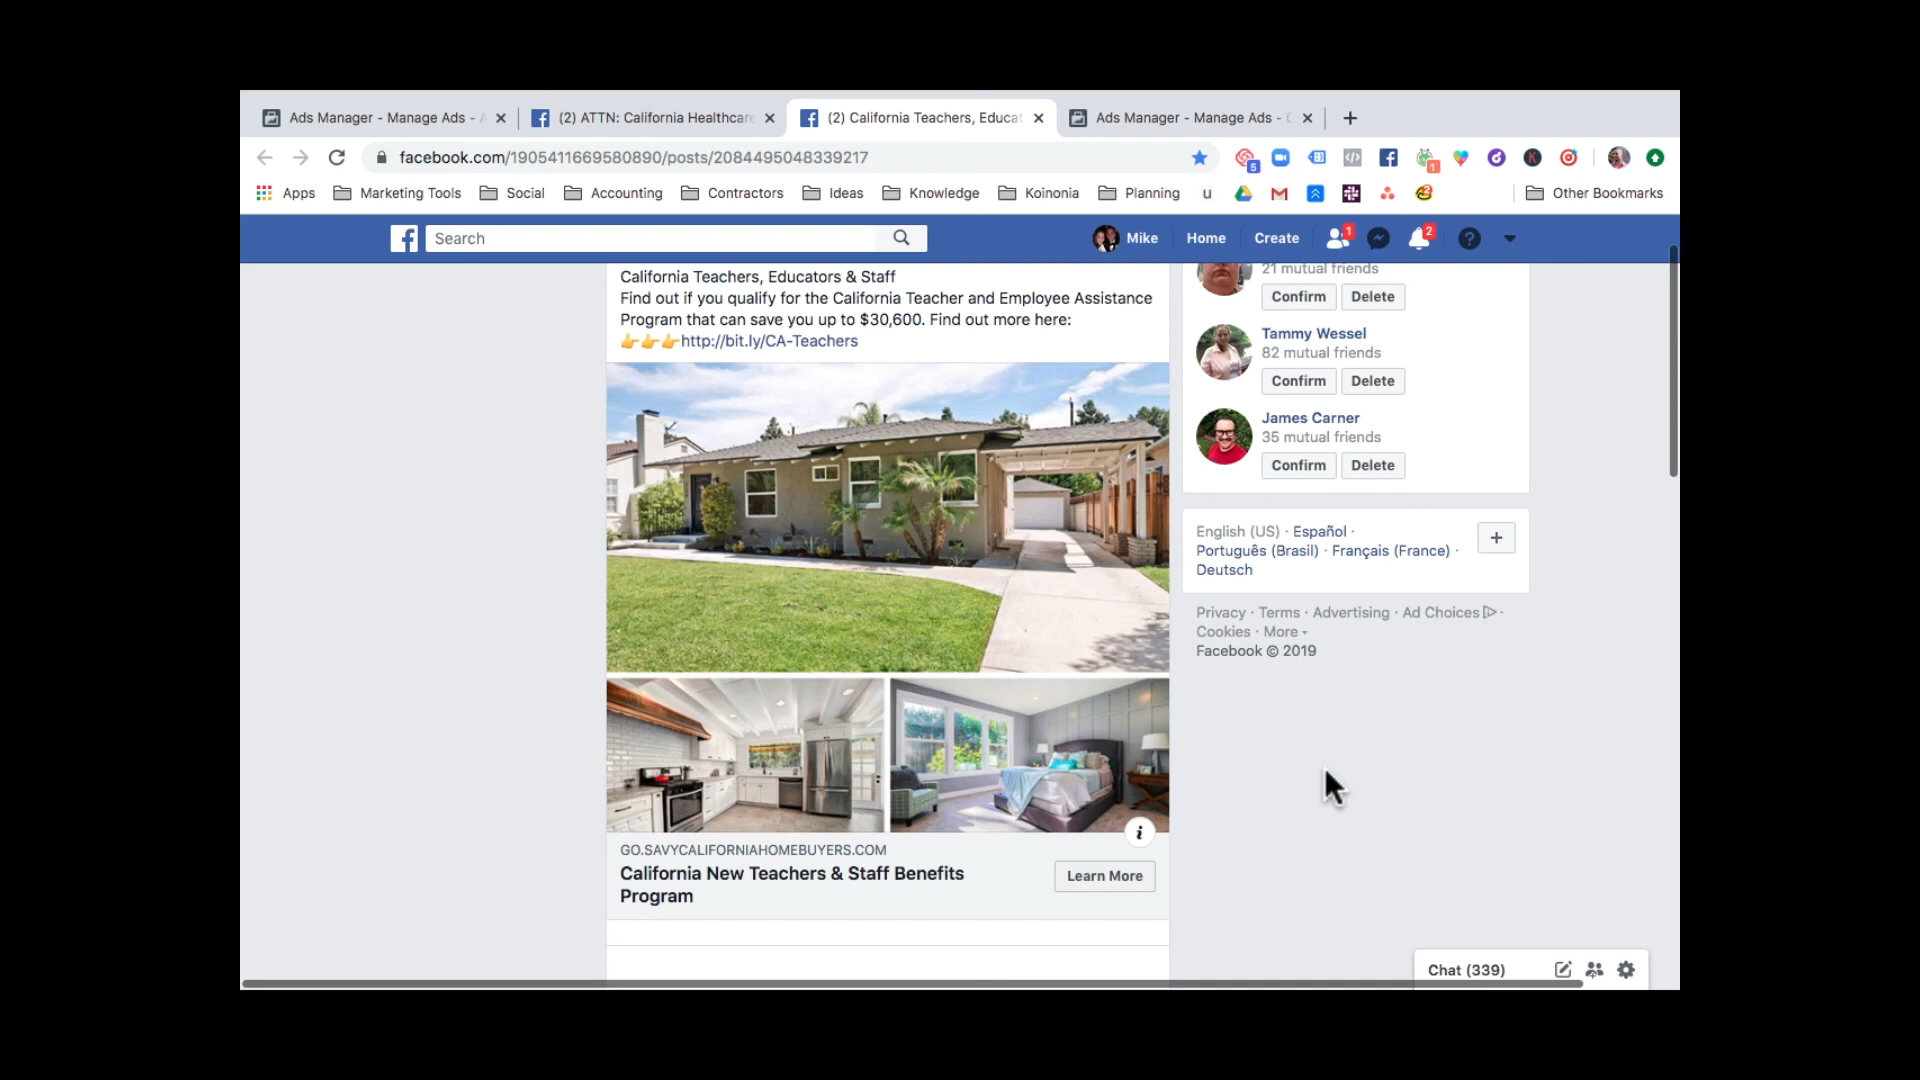 Ads Manager - Manage Ads -
(2) ATTN: California Healthcare
(2) California Teachers, Educat
Ads Manager - Manage Ads -
facebook.com/1905411669580890/posts/2084495048339217
5
1
K
Apps
Marketing Tools
Social
Accounting
Contractors
Ideas
Knowledge
Koinonia
Planning
u
Other Bookmarks
Search
Mike
Home
Create
1
2
California Teachers, Educators & Staff
Find out if you qualify for the California Teacher and Employee Assistance
Program that can save you up to $30,600. Find out more here:
👉👉👉http://bit.ly/CA-Teachers
GO.SAVYCALIFORNIAHOMEBUYERS.COM
California New Teachers & Staff Benefits
Program
Learn More
21 mutual friends
Confirm Delete
Tammy Wessel
82 mutual friends
Confirm Delete
James Carner
35 mutual friends
Confirm Delete
English (US) · Español ·
Português (Brasil) · Français (France) ·
Deutsch
Privacy · Terms · Advertising · Ad Choices ·
Cookies · More
Facebook © 2019
Chat (339)